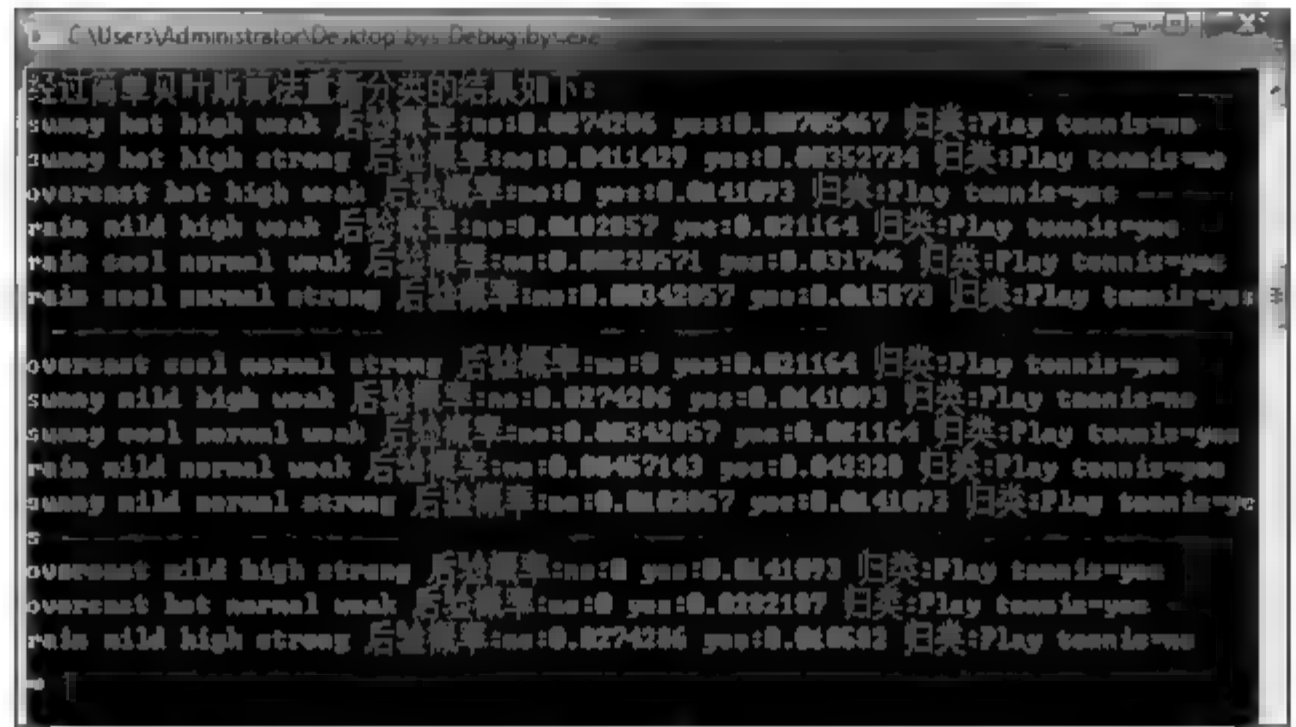 C:\Users\Administrator\Desktop\bys\Debug\bys.exe
经过简单贝叶斯算法重新分类的结果如下:
sunny hot high weak 后验概率:no:0.0274286 yes:0.00705467 归类:Play tennis=no
sunny hot high strong 后验概率:no:0.0411429 yes:0.00352734 归类:Play tennis=no
overcast hot high weak 后验概率:no:0 yes:0.0141093 归类:Play tennis=yes
rain mild high weak 后验概率:no:0.0182857 yes:0.021164 归类:Play tennis=yes
rain cool normal weak 后验概率:no:0.00228571 yes:0.031746 归类:Play tennis=yes
rain cool normal strong 后验概率:no:0.00342857 yes:0.015873 归类:Play tennis=yes
overcast cool normal strong 后验概率:no:0 yes:0.021164 归类:Play tennis=yes
sunny mild high weak 后验概率:no:0.0274286 yes:0.0141093 归类:Play tennis=no
sunny cool normal weak 后验概率:no:0.00342857 yes:0.021164 归类:Play tennis=yes
rain mild normal weak 后验概率:no:0.00457143 yes:0.042328 归类:Play tennis=yes
sunny mild normal strong 后验概率:no:0.0102857 yes:0.0141093 归类:Play tennis=ye
s
overcast mild high strong 后验概率:no:0 yes:0.0141093 归类:Play tennis=yes
overcast hot normal weak 后验概率:no:0 yes:0.0282187 归类:Play tennis=yes
rain mild high strong 后验概率:no:0.0274286 yes:0.010582 归类:Play tennis=no